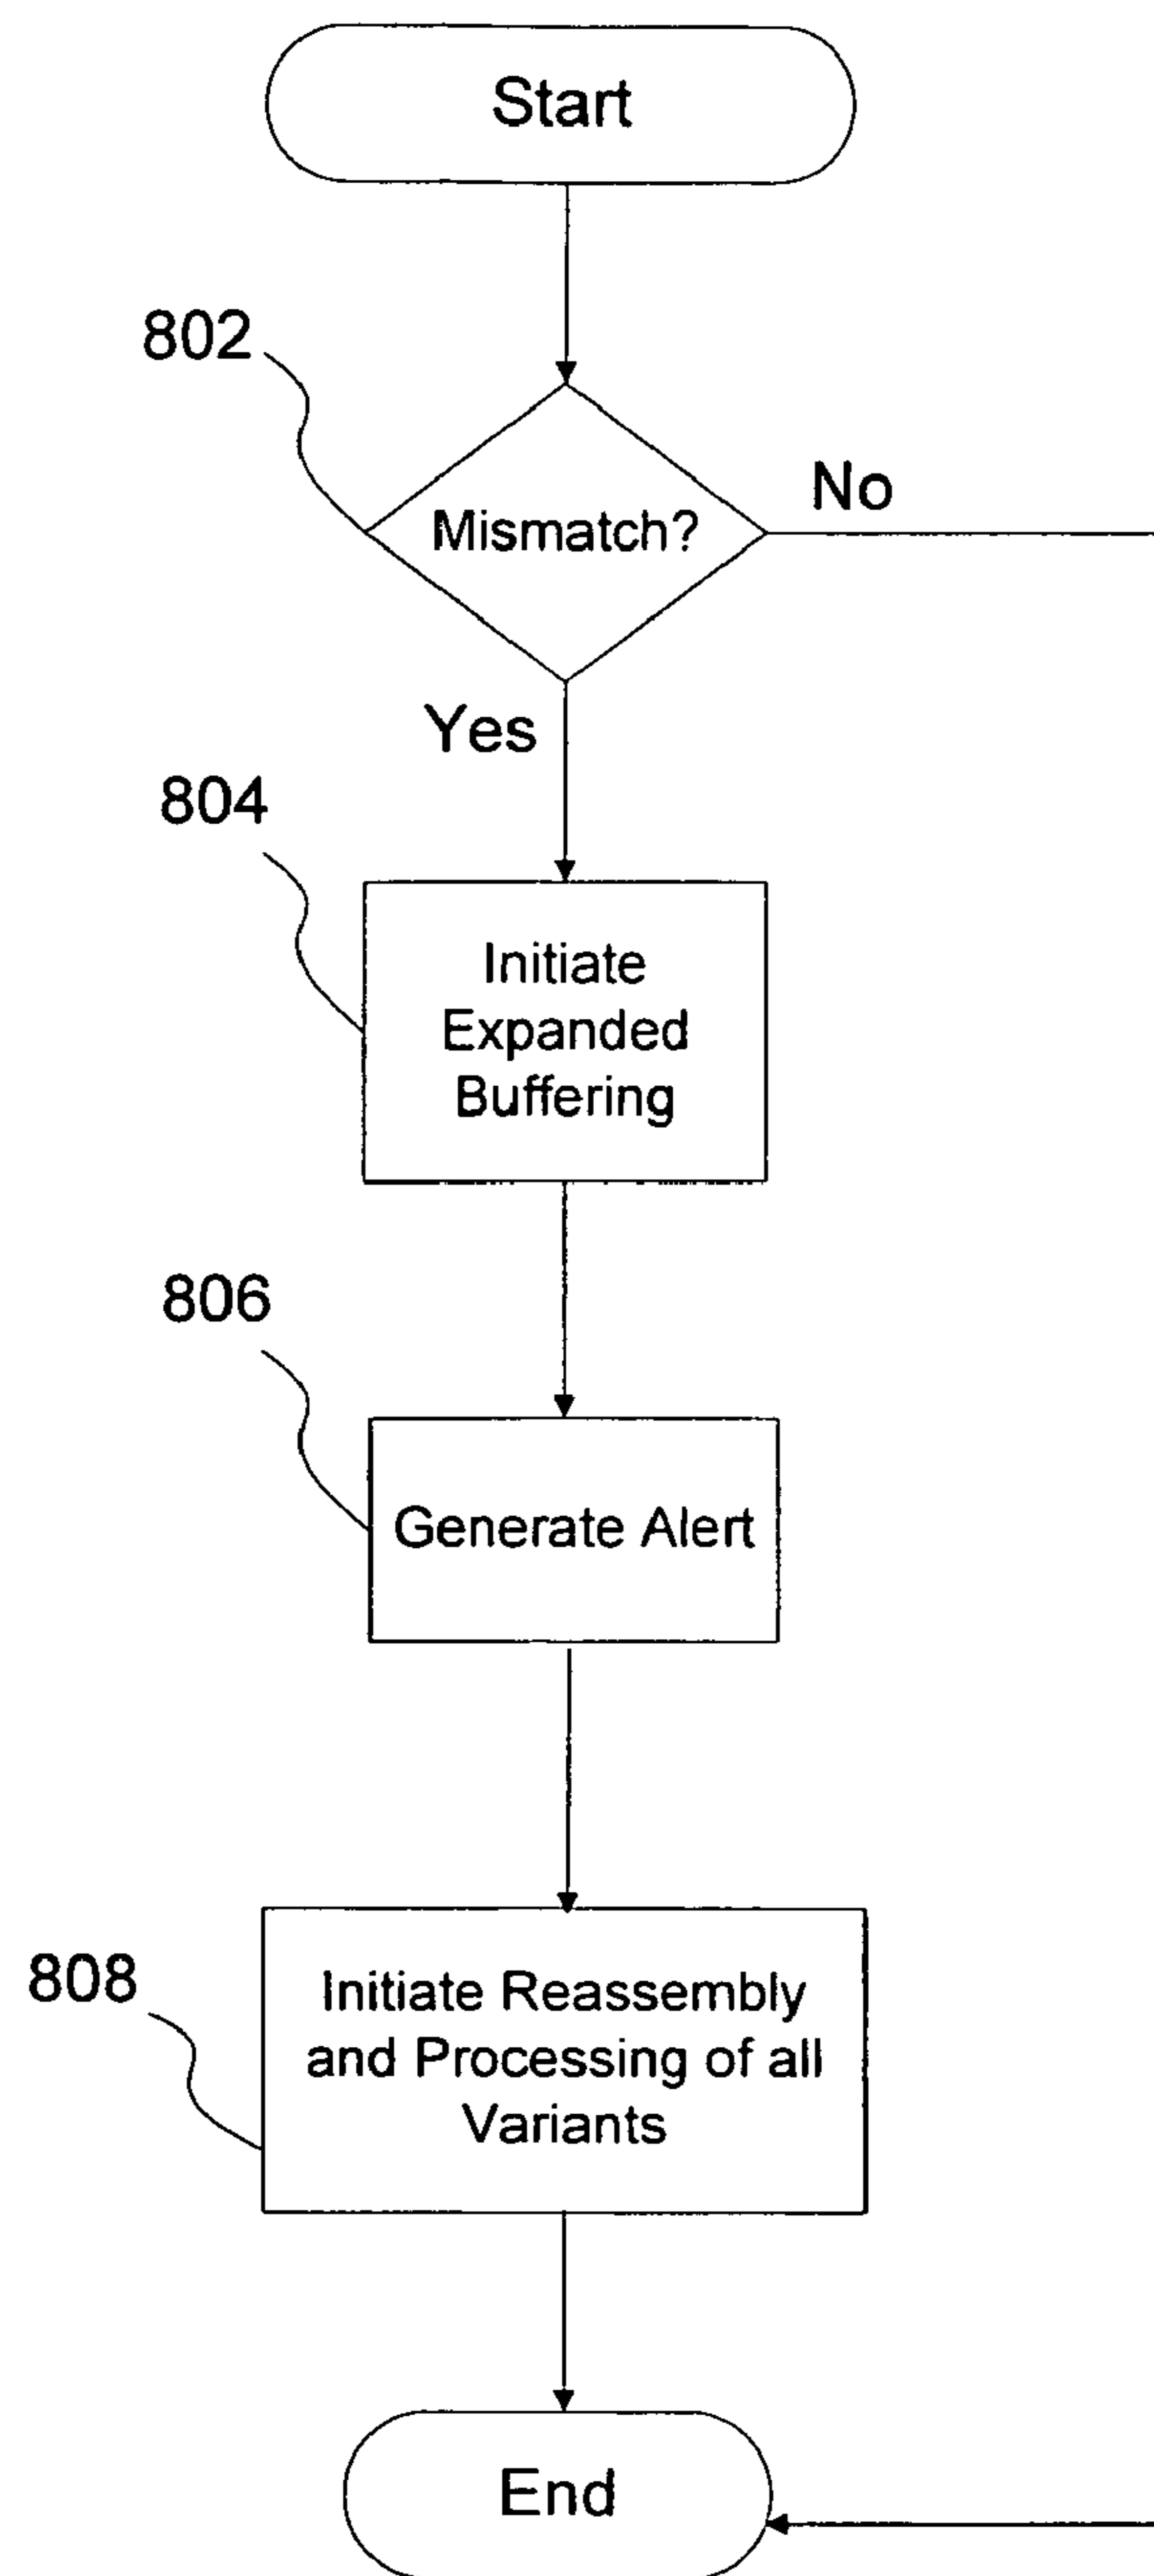 Start
802
Mismatch?
No
Yes
804
Initiate
Expanded
Buffering
806
Generate Alert
808
Initiate Reassembly
and Processing of all
Variants
End